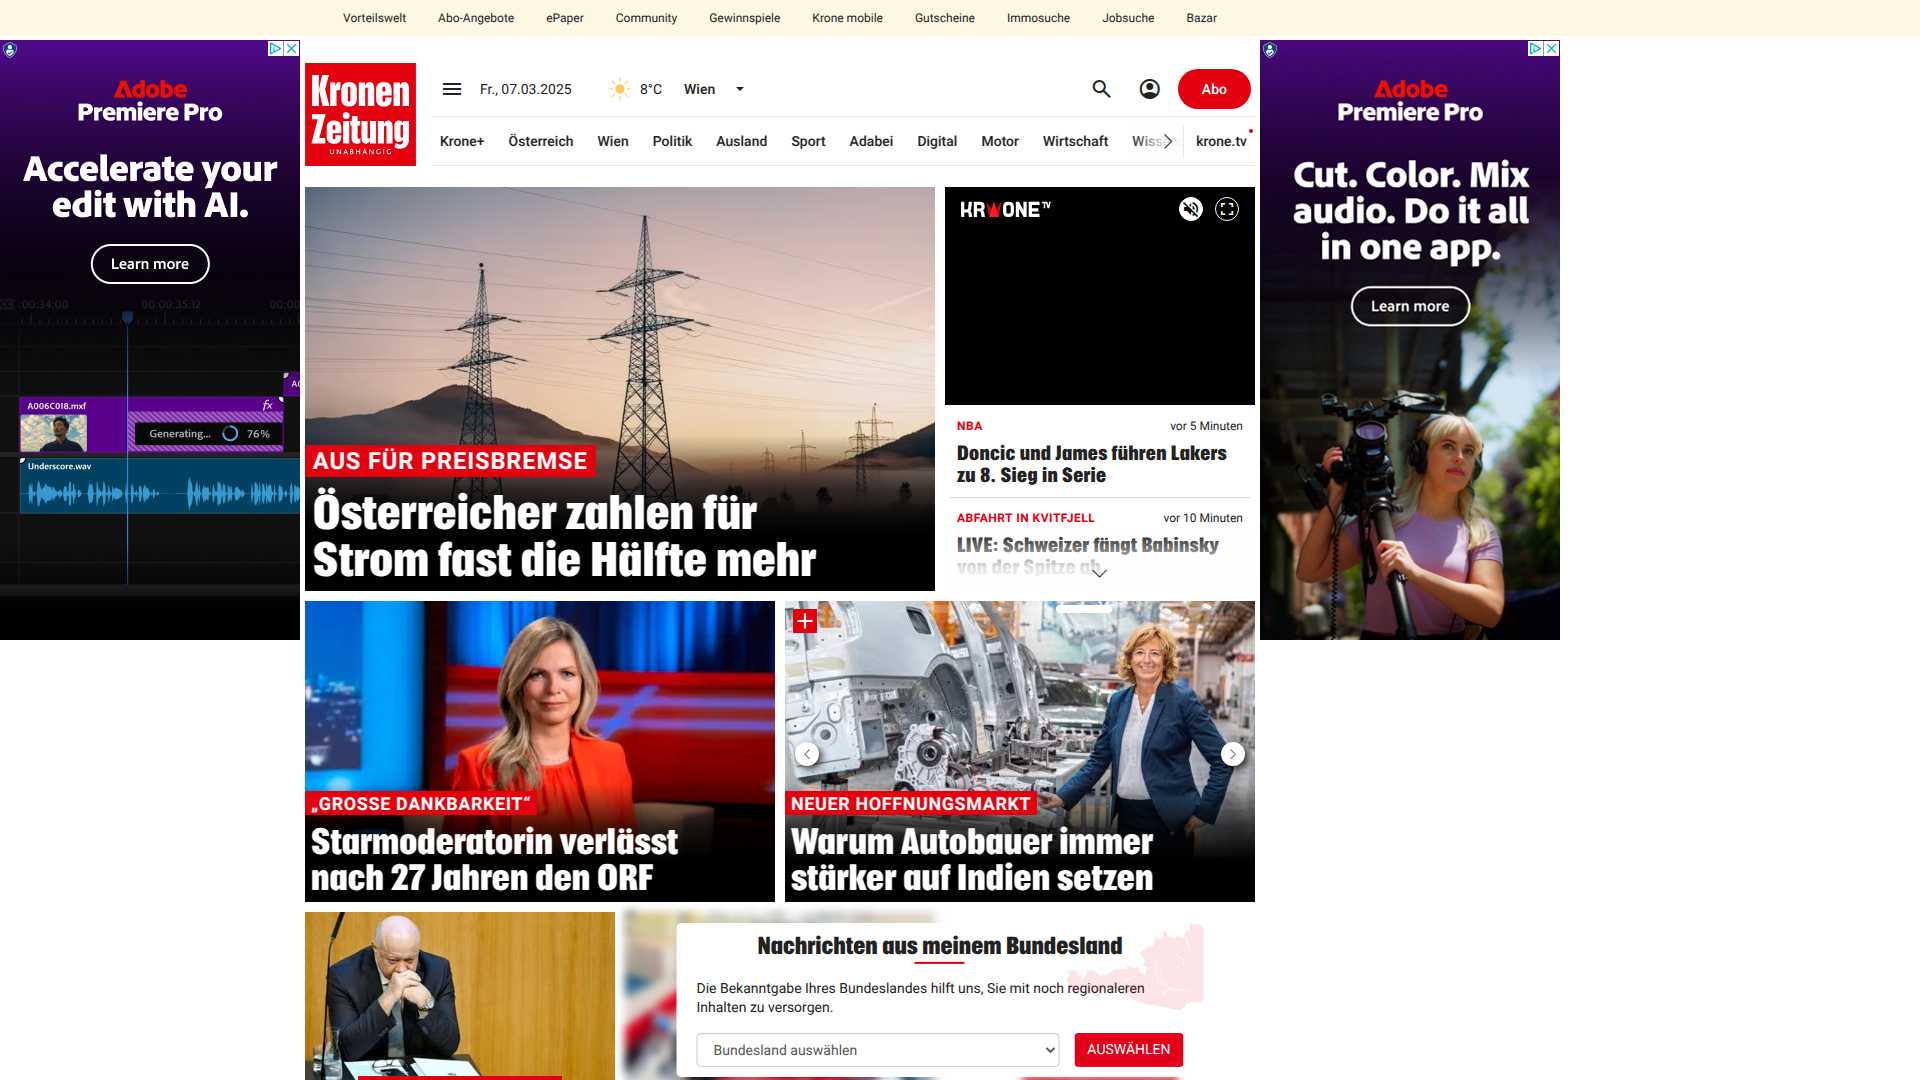 Vorteilswelt Abo-Angebote ePaper Community Gewinnspiele Krone mobile Gutscheine Immosuche Jobsuche Bazar
Kronen
Zeitung
UNABHÄNGIG
Fr., 07.03.2025 8°C Wien
Abo
Krone+ Österreich Wien Politik Ausland Sport Adabei Digital Motor Wirtschaft krone.tv
Adobe
Premiere Pro
Accelerate your
edit with AI.
Learn more
:00:34:00 00:00:35:12
A006C018.mxf fx
Generating... 76%
Underscore.wav
AUS FÜR PREISBREMSE
Österreicher zahlen für
Strom fast die Hälfte mehr
KRONE TV
NBA vor 5 Minuten
Doncic und James führen Lakers
zu 8. Sieg in Serie
ABFAHRT IN KVITFJELL vor 10 Minuten
LIVE: Schweizer fängt Babinsky
von der Spitze ab
Adobe
Premiere Pro
Cut. Color. Mix
audio. Do it all
in one app.
Learn more
„GROSSE DANKBARKEIT“
Starmoderatorin verlässt
nach 27 Jahren den ORF
NEUER HOFFNUNGSMARKT
Warum Autobauer immer
stärker auf Indien setzen
Nachrichten aus meinem Bundesland
Die Bekanntgabe Ihres Bundeslandes hilft uns, Sie mit noch regionaleren
Inhalten zu versorgen.
Bundesland auswählen AUSWÄHLEN